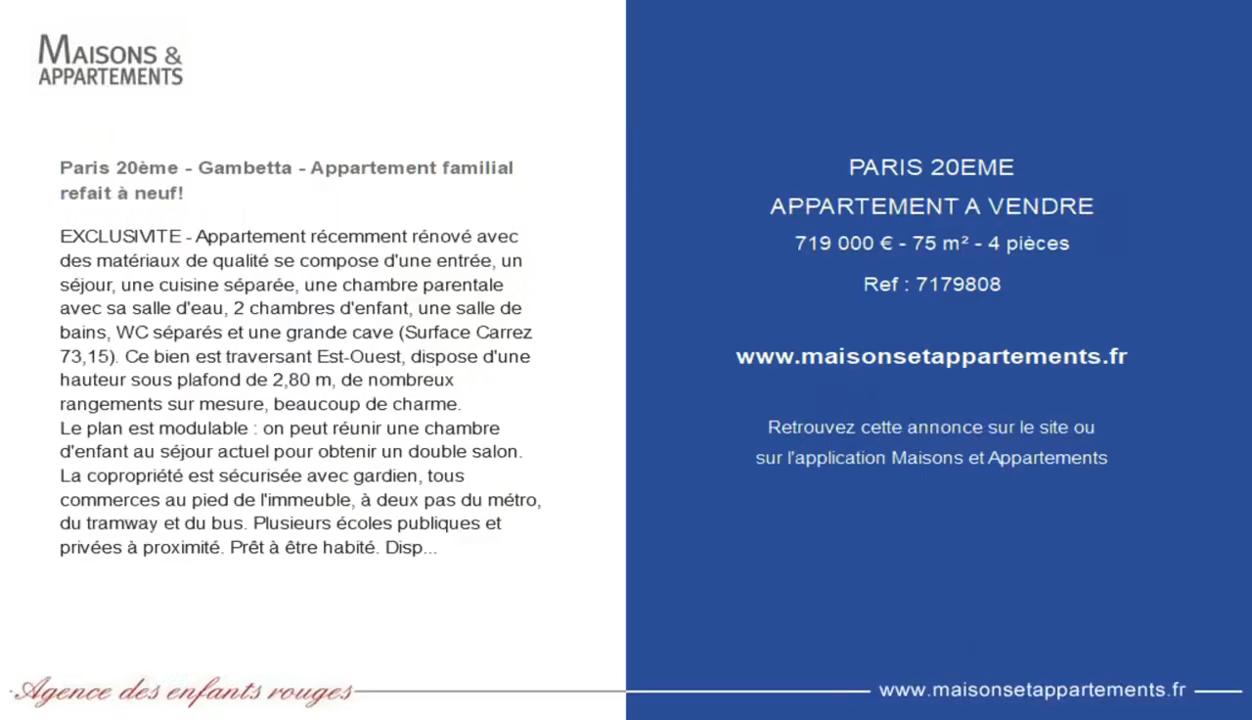 MAISONS &
APPARTEMENTS
Paris 20ème - Gambetta - Appartement familial
refait à neuf!
EXCLUSIVITE - Appartement récemment rénové avec
des matériaux de qualité se compose d'une entrée, un
séjour, une cuisine séparée, une chambre parentale
avec sa salle d'eau, 2 chambres d'enfant, une salle de
bains, WC séparés et une grande cave (Surface Carrez
73,15). Ce bien est traversant Est-Ouest, dispose d'une
hauteur sous plafond de 2,80 m, de nombreux
rangements sur mesure, beaucoup de charme.
Le plan est modulable : on peut réunir une chambre
d'enfant au séjour actuel pour obtenir un double salon.
La copropriété est sécurisée avec gardien, tous
commerces au pied de l'immeuble, à deux pas du métro,
du tramway et du bus. Plusieurs écoles publiques et
privées à proximité. Prêt à être habité. Disp...
Agence des enfants rouges
PARIS 20EME
APPARTEMENT A VENDRE
719 000 € - 75 m² - 4 pièces
Ref : 7179808
www.maisonsetappartements.fr
Retrouvez cette annonce sur le site ou
sur l'application Maisons et Appartements
www.maisonsetappartements.fr